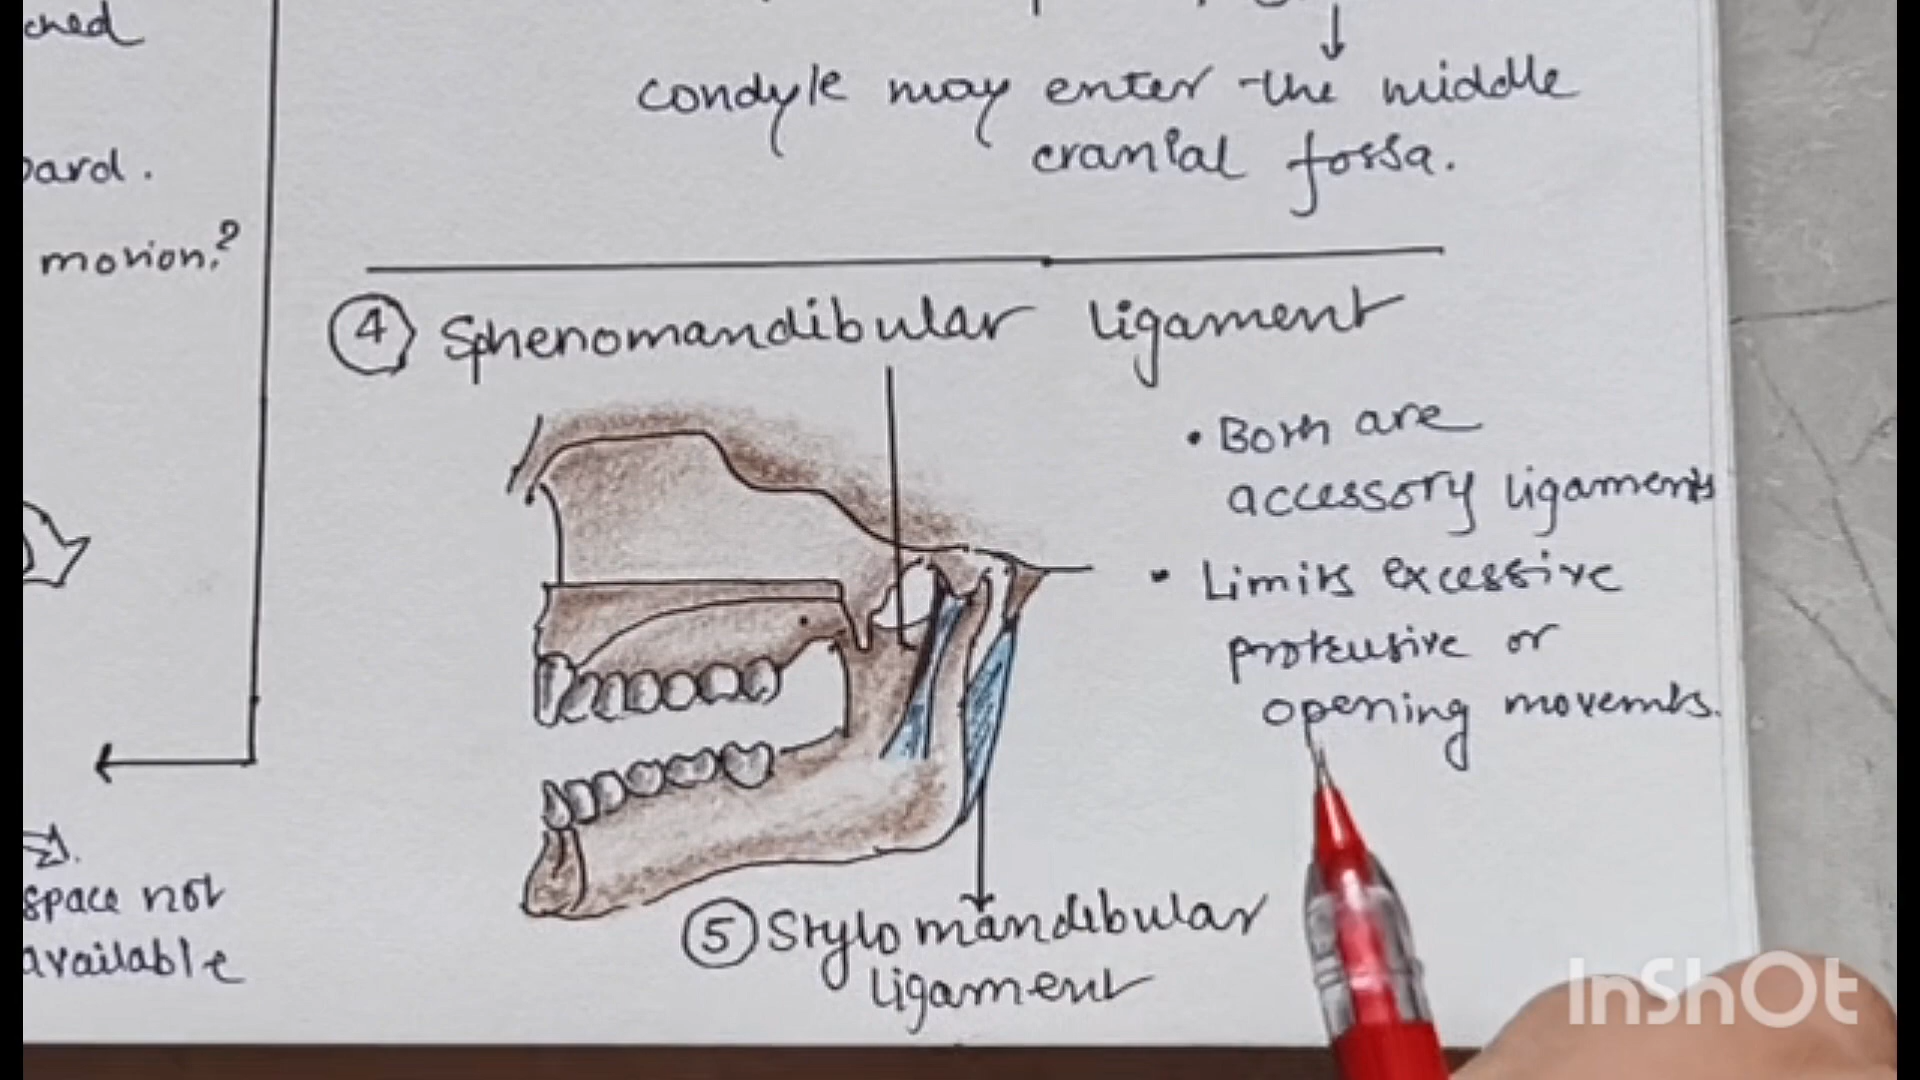 ched
oard.
motion?
space not
available
condyle may enter the middle
cranial fossa.
④ Sphenomandibular ligament
• Both are
accessory ligaments
• Limits excessive
protrusive or
opening movemts.
⑤ Stylomandibular
ligament
InShOt